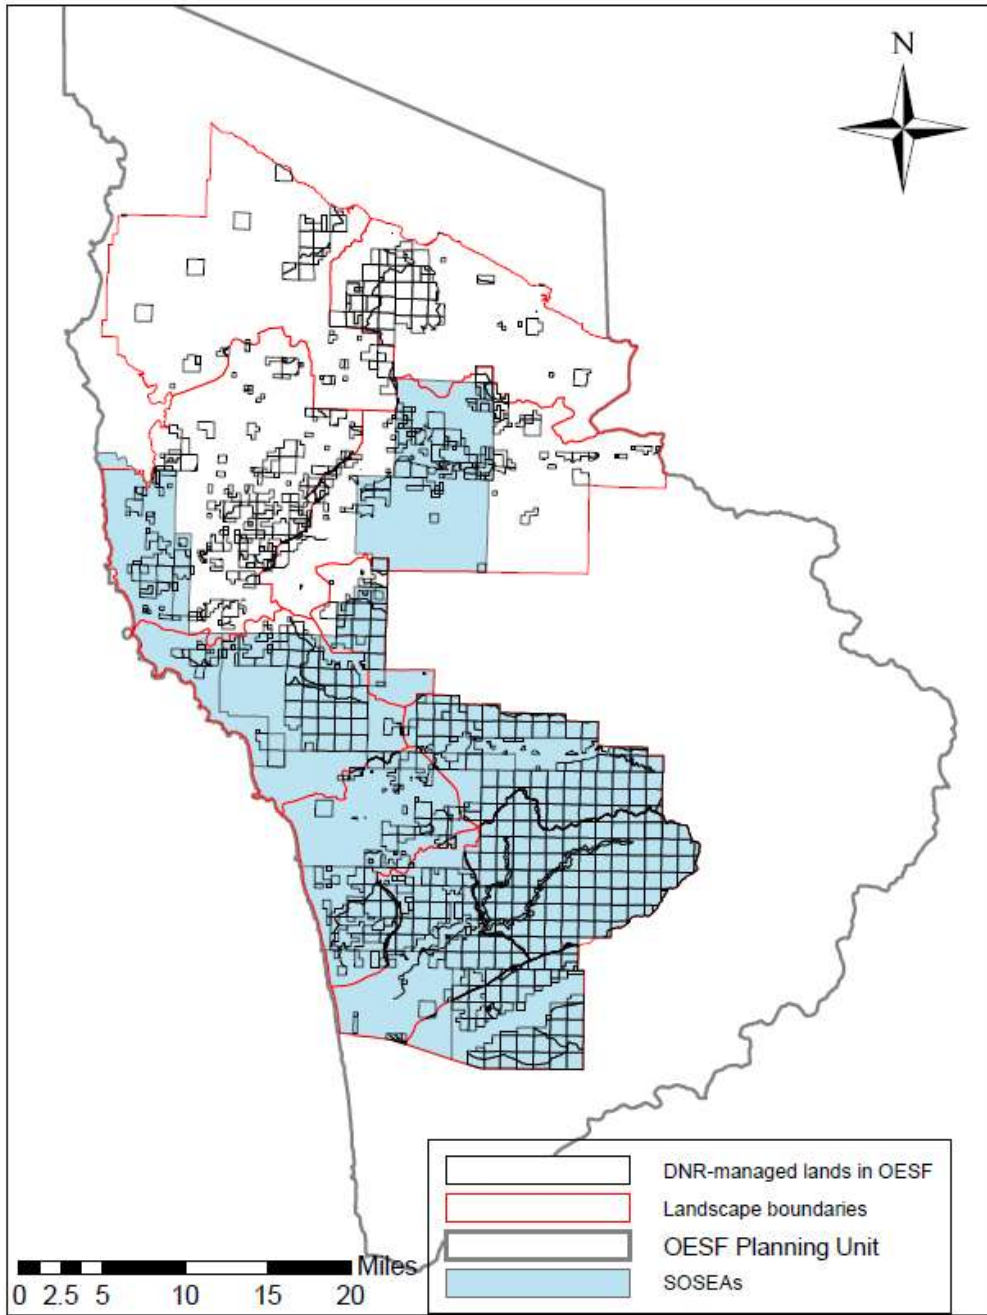 N
DNR-managed lands in OESF
Landscape boundaries
OESF Planning Unit
SOSEAs
Miles
0 2.5 5 10 15 20